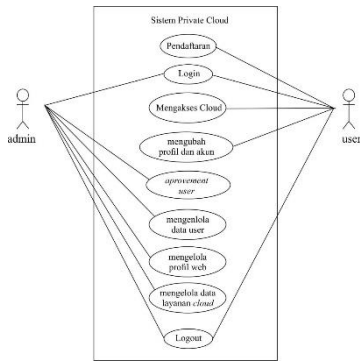 Sistem Private Cloud
Pendaftaran
Login
Mengakses Cloud
admin
user
mengubah
profil dan akun
aprovement
user
mengenlola
data user
mengelola
profil web
mengelola data
layanan cloud
Logout